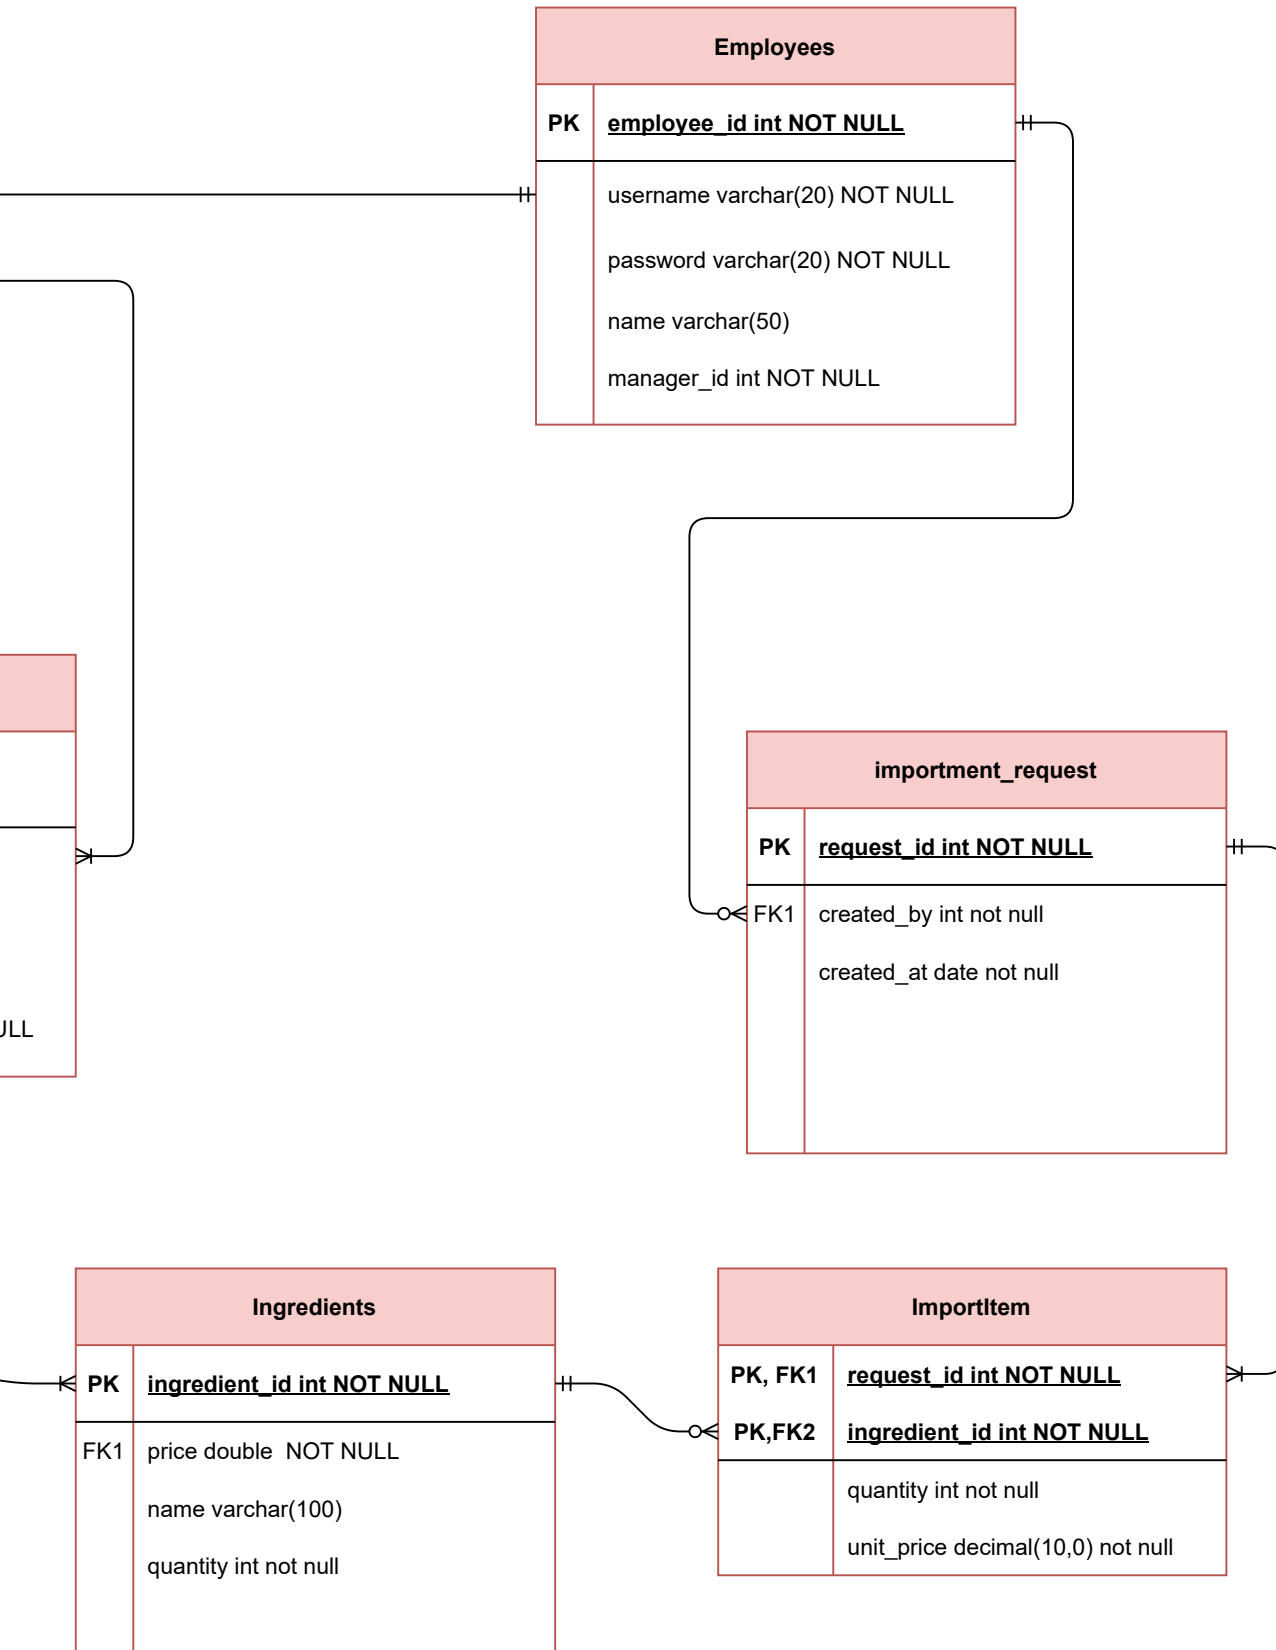 Employees
PK employee_id int NOT NULL
username varchar(20) NOT NULL
password varchar(20) NOT NULL
name varchar(50)
manager_id int NOT NULL
importment_request
PK request_id int NOT NULL
FK1 created_by int not null
created_at date not null
ULL
Ingredients
PK ingredient_id int NOT NULL
FK1 price double  NOT NULL
name varchar(100)
quantity int not null
ImportItem
PK, FK1 request_id int NOT NULL
PK,FK2 ingredient_id int NOT NULL
quantity int not null
unit_price decimal(10,0) not null